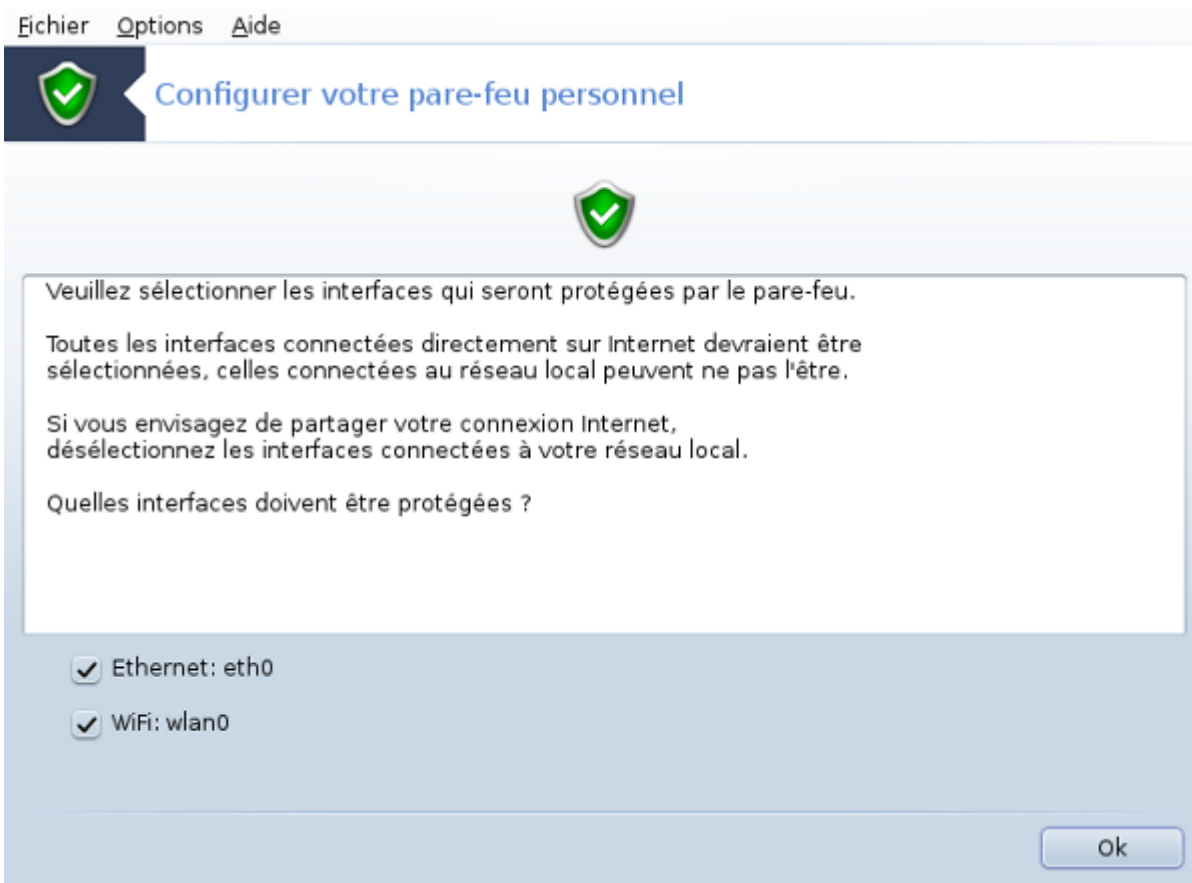 Fichier Options Aide
Configurer votre pare-feu personnel
Veuillez sélectionner les interfaces qui seront protégées par le pare-feu.
Toutes les interfaces connectées directement sur Internet devraient être
sélectionnées, celles connectées au réseau local peuvent ne pas l'être.
Si vous envisagez de partager votre connexion Internet,
désélectionnez les interfaces connectées à votre réseau local.
Quelles interfaces doivent être protégées ?
Ethernet: eth0
WiFi: wlan0
Ok